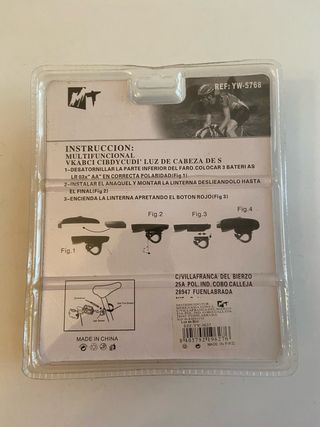 MT
REF: YW-5768
INSTRUCCION:
MULTIFUNCIONAL
VKABCI CIBDYCUDI' LUZ DE CABEZA DE S
1-DESATORNILLAR LA PARTE INFERIOR DEL FARO.COLOCAR 3 BATERI AS
LR 03x" AA" EN CORRECTA POLARIDAD(Fig 1)
2-INSTALAR EL ANAQUEL Y MONTAR LA LINTERNA DESLIEANDOLO HASTA
EL FINAL(Fig 2)
3-ENCIENDA LA LINTERNA APRETANDO EL BOTON ROJO(Fig 3)
Fig.1
Fig.2
Fig.3
Fig.4
C/VILLAFRANCA DEL BIERZO
25A POL. IND. COBO CALLEJA
28947 FUENLABRADA
MADE IN CHINA
MADE IN P.R.C